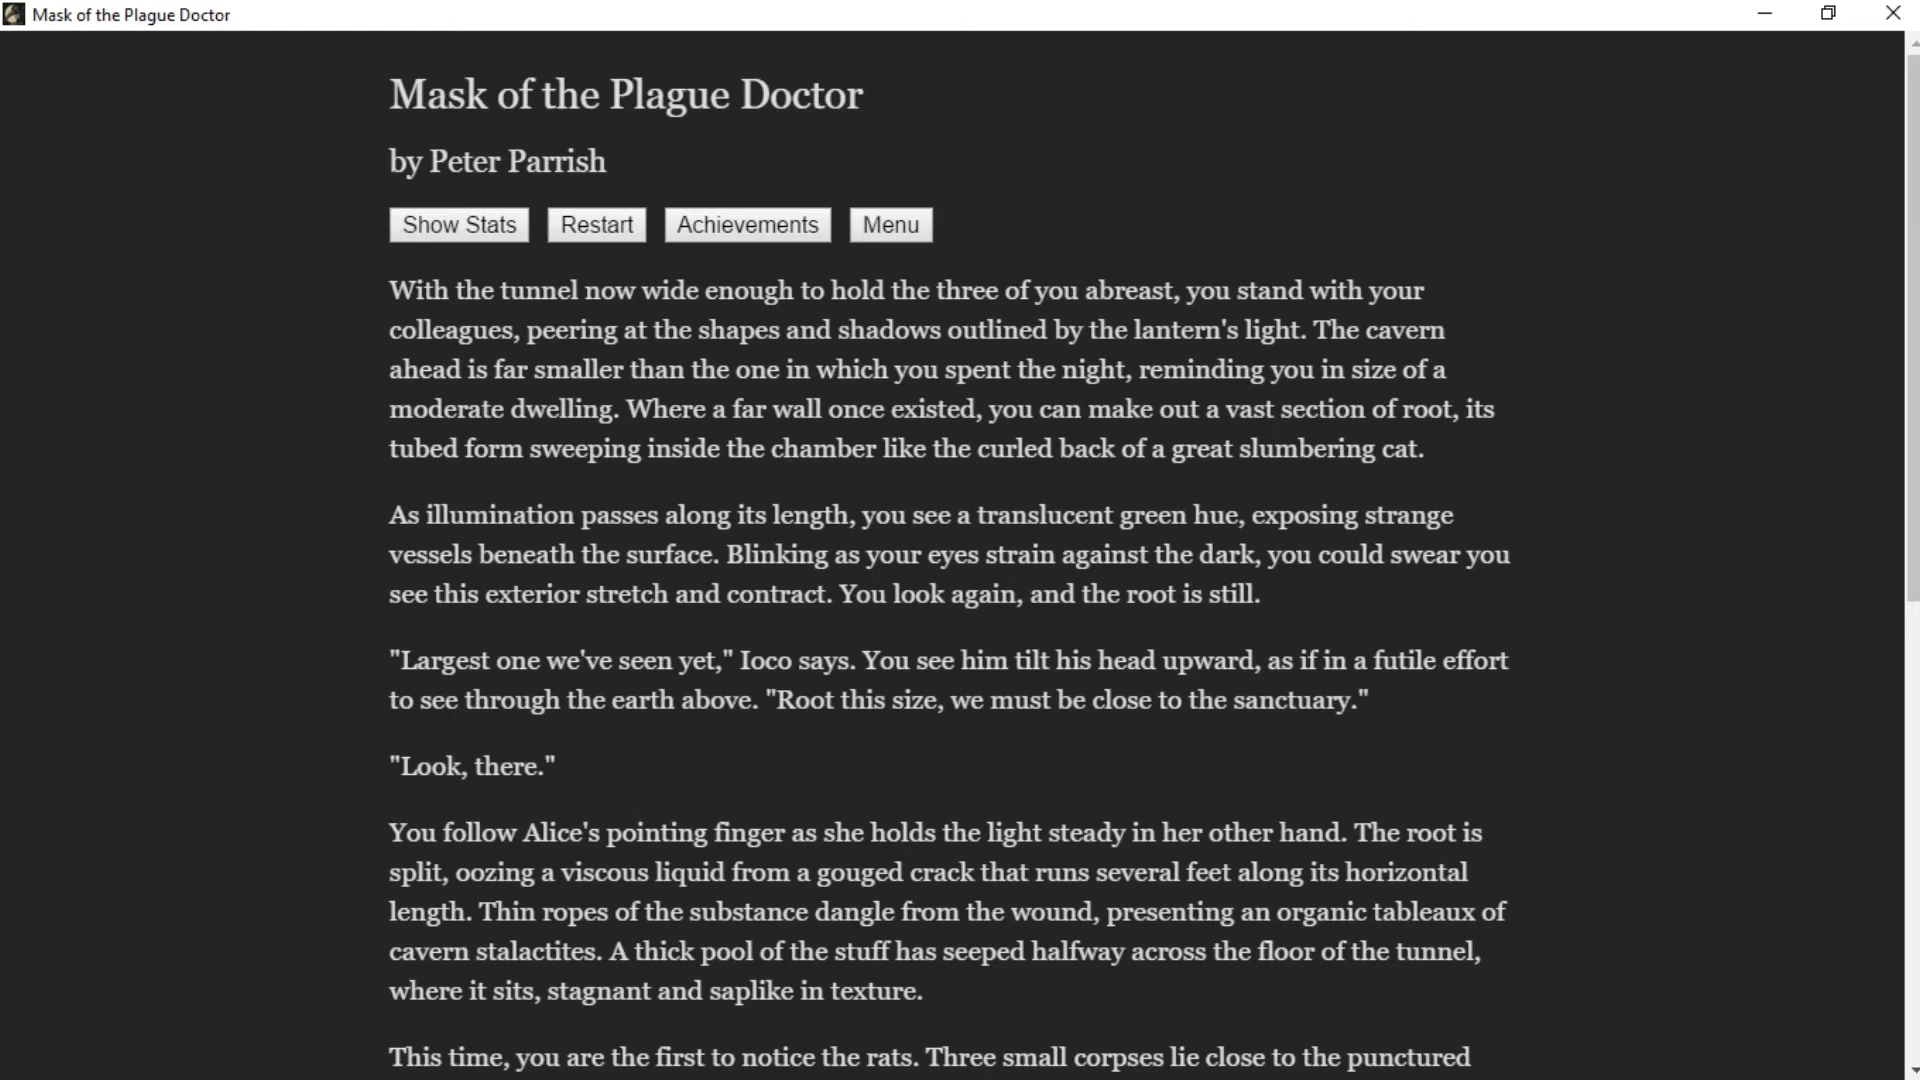 Mask of the Plague Doctor
Mask of the Plague Doctor
by Peter Parrish
Show Stats Restart Achievements Menu
With the tunnel now wide enough to hold the three of you abreast, you stand with your
colleagues, peering at the shapes and shadows outlined by the lantern's light. The cavern
ahead is far smaller than the one in which you spent the night, reminding you in size of a
moderate dwelling. Where a far wall once existed, you can make out a vast section of root, its
tubed form sweeping inside the chamber like the curled back of a great slumbering cat.
As illumination passes along its length, you see a translucent green hue, exposing strange
vessels beneath the surface. Blinking as your eyes strain against the dark, you could swear you
see this exterior stretch and contract. You look again, and the root is still.
"Largest one we've seen yet," Ioco says. You see him tilt his head upward, as if in a futile effort
to see through the earth above. "Root this size, we must be close to the sanctuary."
"Look, there."
You follow Alice's pointing finger as she holds the light steady in her other hand. The root is
split, oozing a viscous liquid from a gouged crack that runs several feet along its horizontal
length. Thin ropes of the substance dangle from the wound, presenting an organic tableaux of
cavern stalactites. A thick pool of the stuff has seeped halfway across the floor of the tunnel,
where it sits, stagnant and saplike in texture.
This time, you are the first to notice the rats. Three small corpses lie close to the punctured